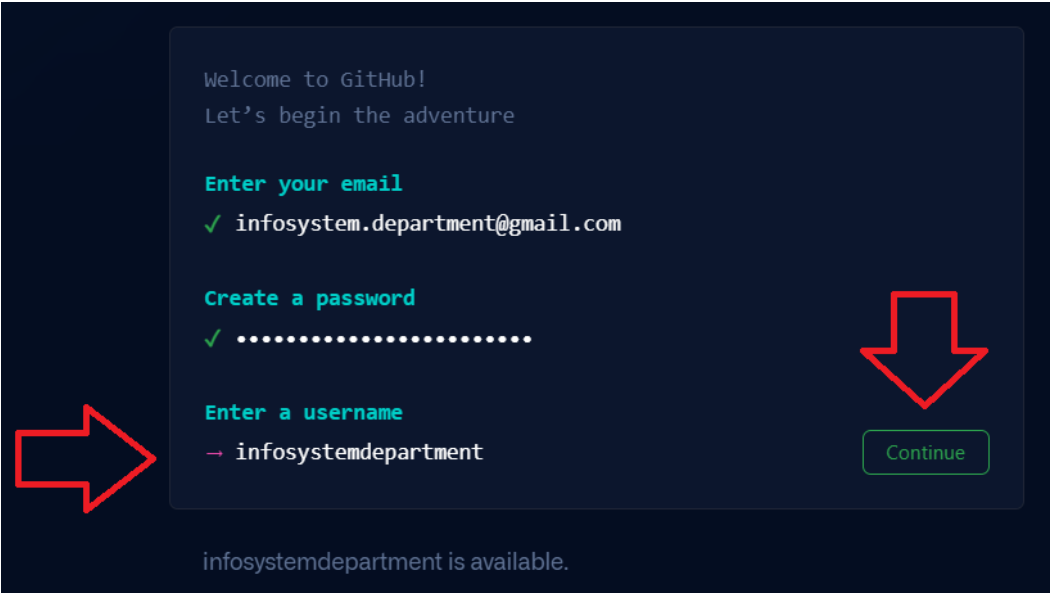 Welcome to GitHub!
Let’s begin the adventure
Enter your email
✓ infosystem.department@gmail.com
Create a password
✓ ••••••••••••••••••••••••
Enter a username
→ infosystemdepartment
Continue
infosystemdepartment is available.